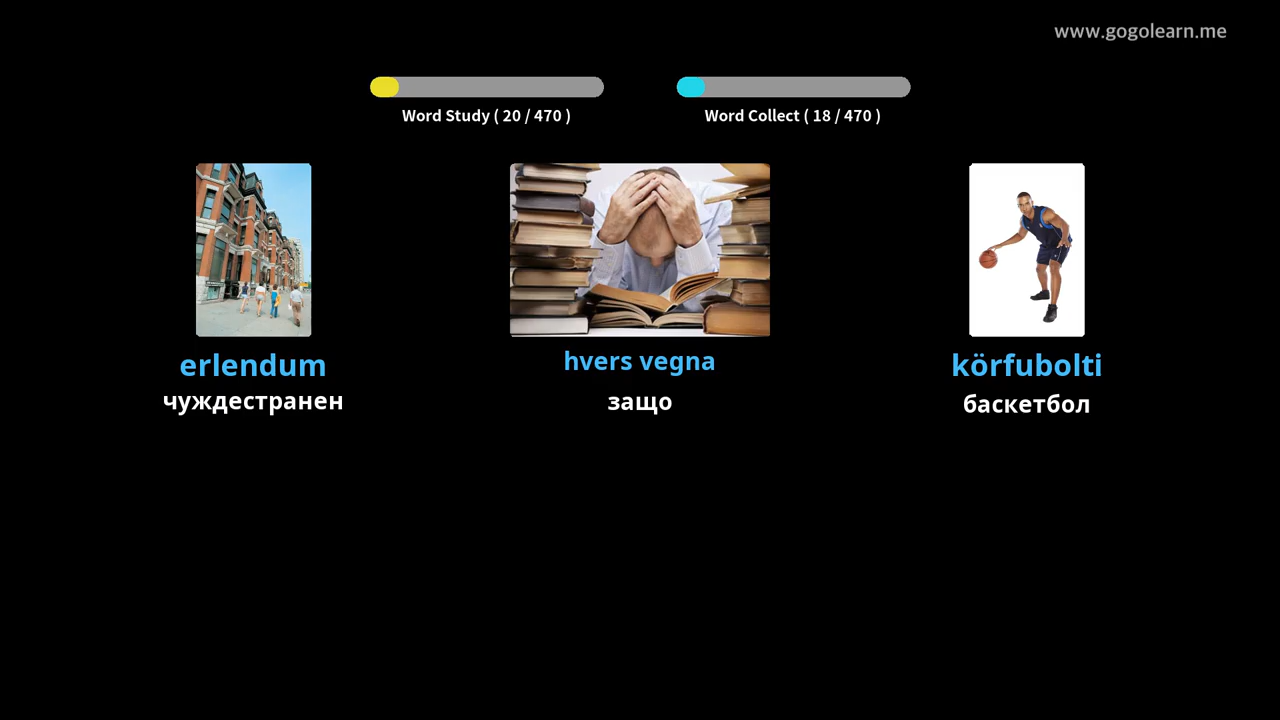 www.gogolearn.me
Word Study ( 20 / 470 )
Word Collect ( 18 / 470 )
erlendum
чуждестранен
hvers vegna
защо
körfubolti
баскетбол